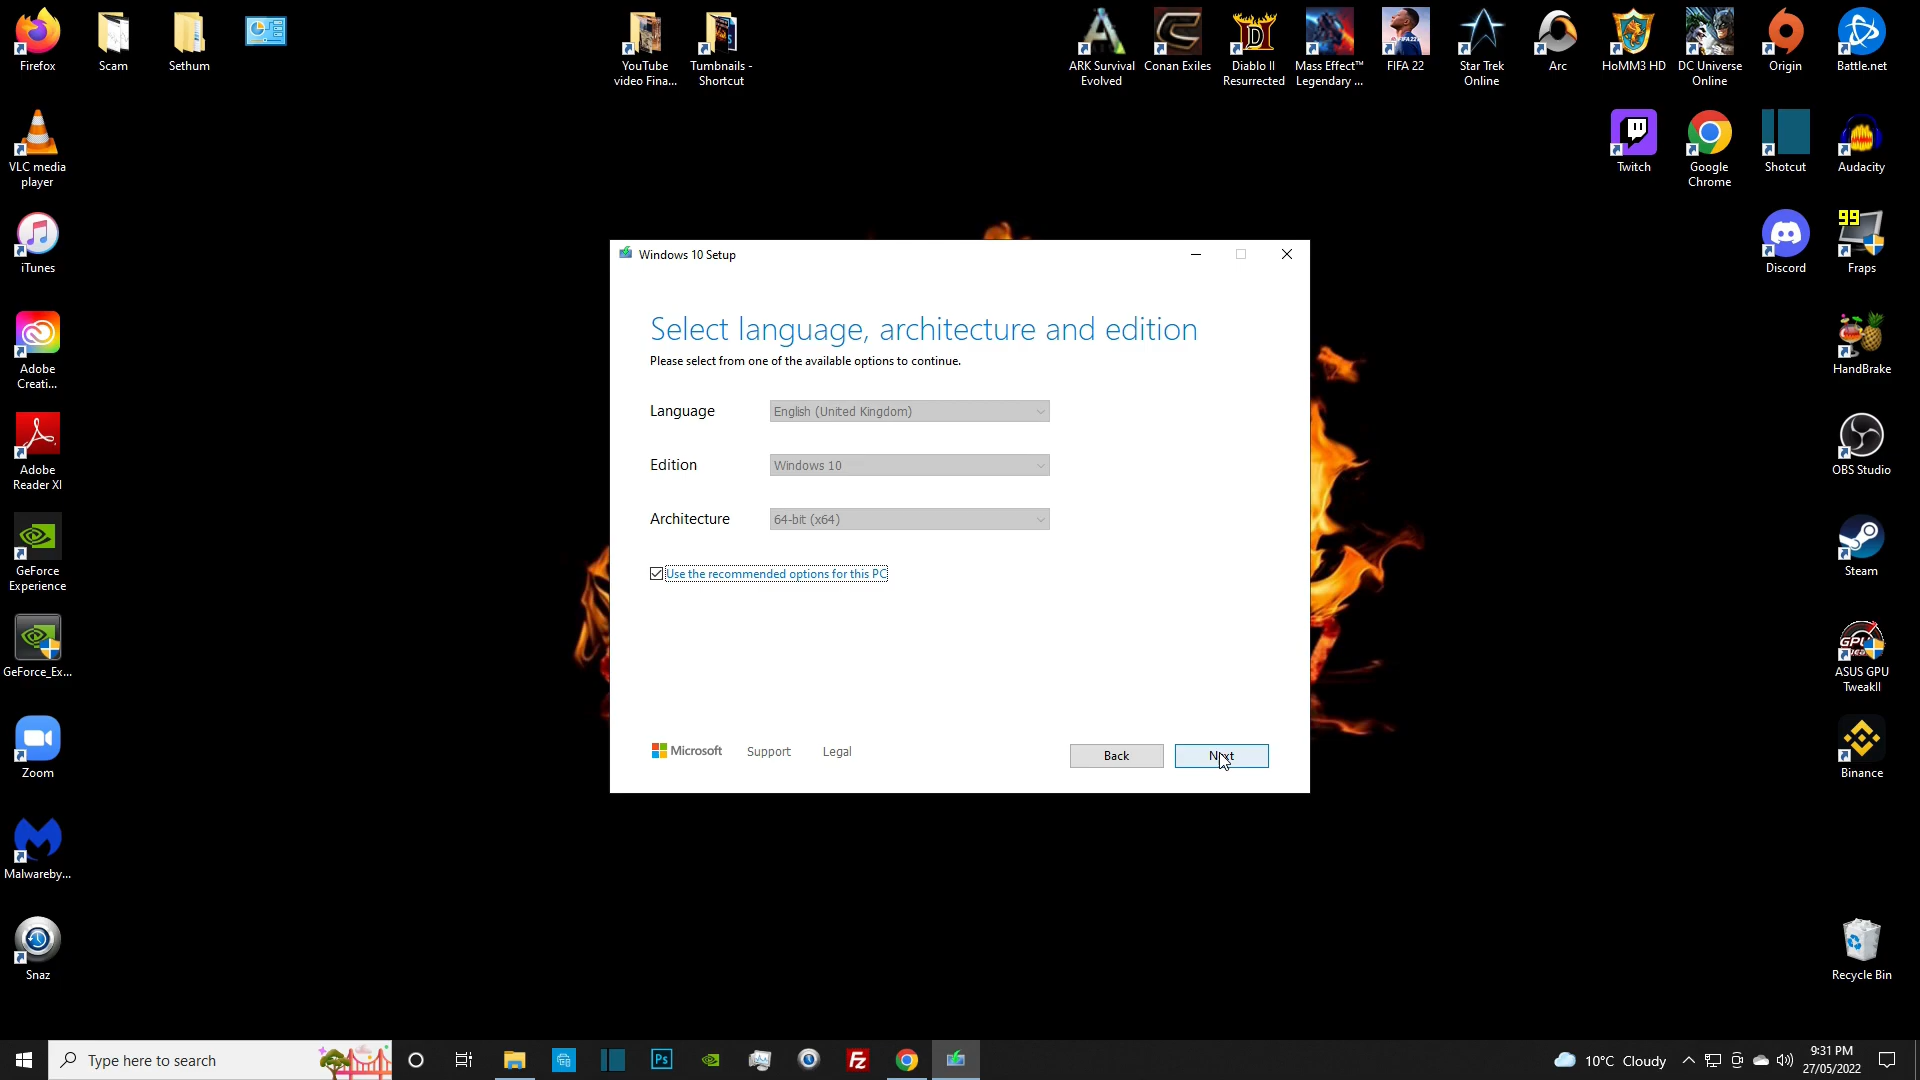 Firefox
Scam
Sethum
YouTube
video Fina...
Tumbnails -
Shortcut
ARK Survival
Evolved
Conan Exiles
Diablo II
Resurrected
Mass Effect™
Legendary ...
FIFA 22
Star Trek
Online
Arc
HoMM3 HD
DC Universe
Online
Origin
Battle.net
VLC media
player
Twitch
Google
Chrome
Shotcut
Audacity
iTunes
Discord
99
Fraps
Adobe
Creati...
HandBrake
Adobe
Reader XI
OBS Studio
GeForce
Experience
Steam
GeForce_Ex...
ASUS GPU
TweakII
Zoom
Binance
Malwareby...
Snaz
Recycle Bin
Windows 10 Setup
Select language, architecture and edition
Please select from one of the available options to continue.
Language
English (United Kingdom)
Edition
Windows 10
Architecture
64-bit (x64)
Use the recommended options for this PC
Microsoft
Support
Legal
Back
Next
Type here to search
Ps
Fz
10°C Cloudy
9:31 PM
27/05/2022